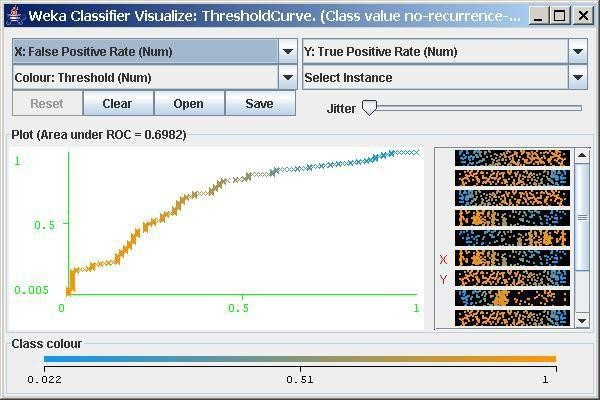 Weka Classifier Visualize: ThresholdCurve. (Class value no-recurrence-...
X: False Positive Rate (Num)
Y: True Positive Rate (Num)
Colour: Threshold (Num)
Select Instance
Reset
Clear
Open
Save
Jitter
Plot (Area under ROC = 0.6982)
1
0.5
0.005
0
0.5
1
X
Y
Class colour
0.022
0.51
1